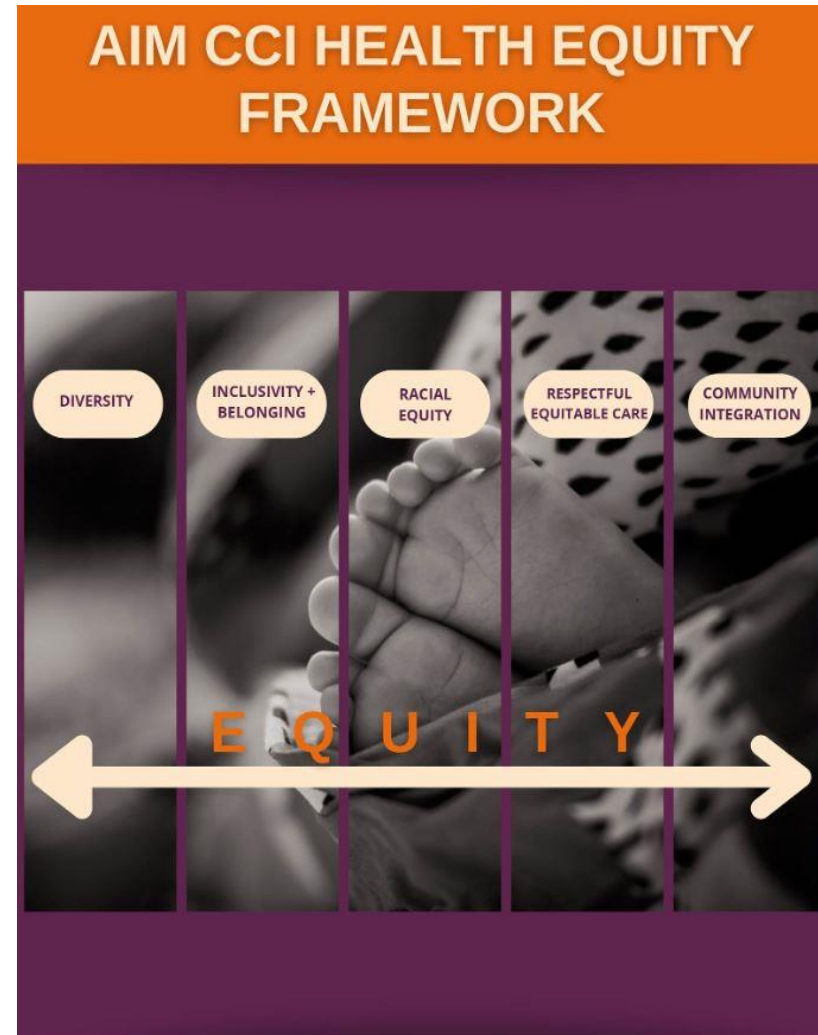 AIM CCI HEALTH EQUITY
FRAMEWORK
DIVERSITY
INCLUSIVITY +
BELONGING
RACIAL
EQUITY
RESPECTFUL
EQUITABLE CARE
COMMUNITY
INTEGRATION
E Q U I T Y